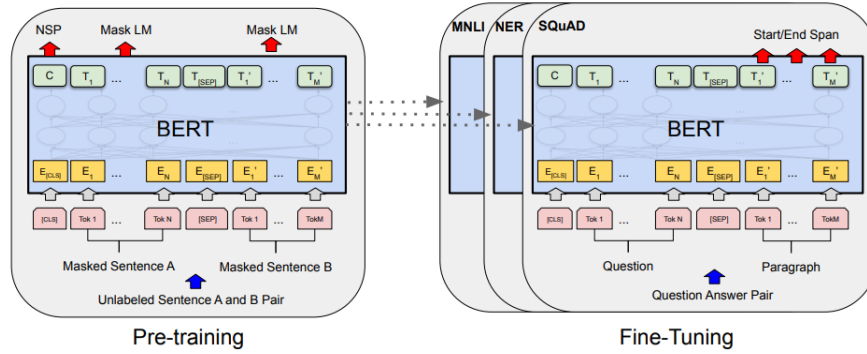 NSP Mask LM Mask LM
C T1 ... TN T[SEP] T1' ... TM'
BERT
E[CLS] E1 ... EN E[SEP] E1' ... EM'
[CLS] Tok 1 ... Tok N [SEP] Tok 1 ... TokM
Masked Sentence A Masked Sentence B
Unlabeled Sentence A and B Pair
Pre-training
MNLI NER SQuAD
Start/End Span
C T1 ... TN T[SEP] T1' ... TM'
BERT
E[CLS] E1 ... EN E[SEP] E1' ... EM'
[CLS] Tok 1 ... Tok N [SEP] Tok 1 ... TokM
Question Paragraph
Question Answer Pair
Fine-Tuning